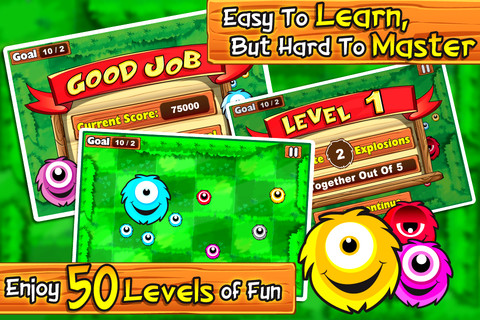 Easy To Learn,
But Hard To Master
Goal 10 / 2
GOOD JOB
Current Score: 75000
Goal 10 / 2
LEVEL 1
2 Explosions
Together Out Of 5
Continue
Goal 10 / 2
Enjoy 50 Levels of Fun